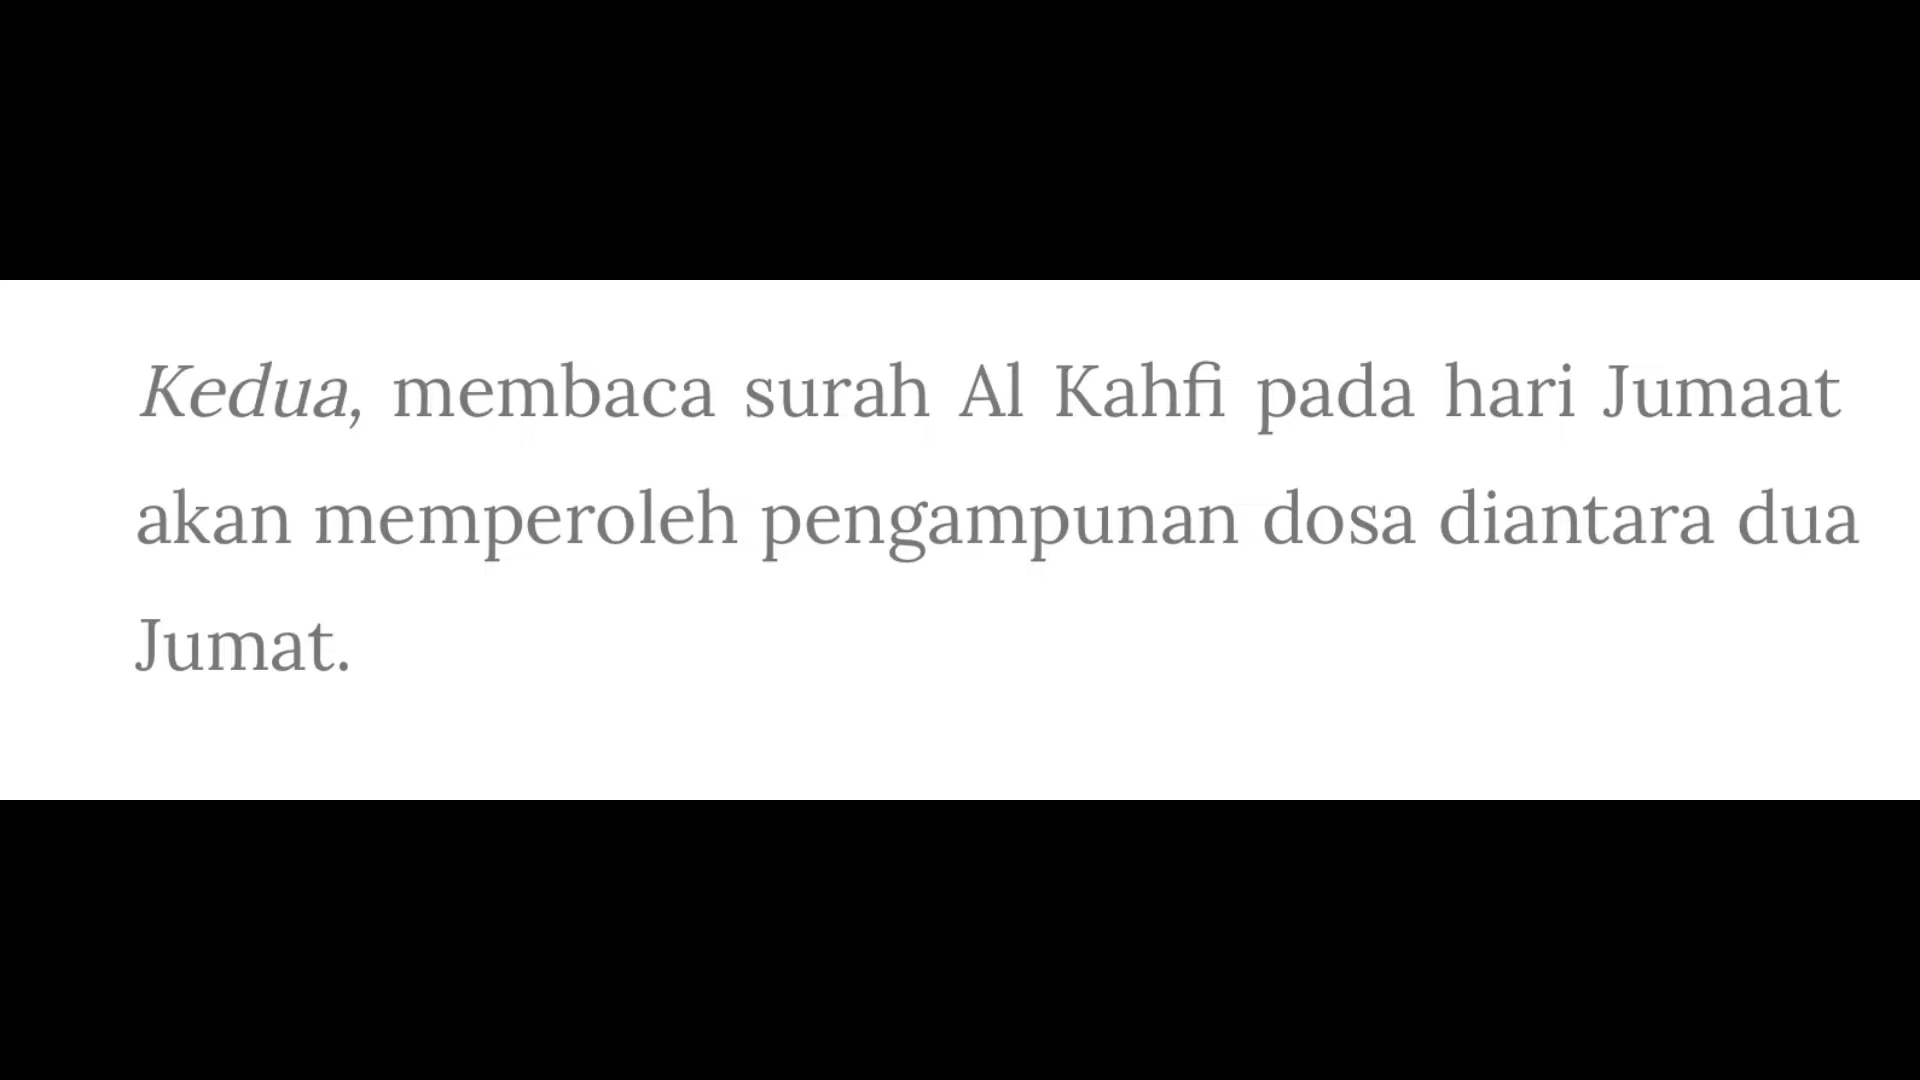 Kedua, membaca surah Al Kahfi pada hari Jumaat
akan memperoleh pengampunan dosa diantara dua
Jumat.